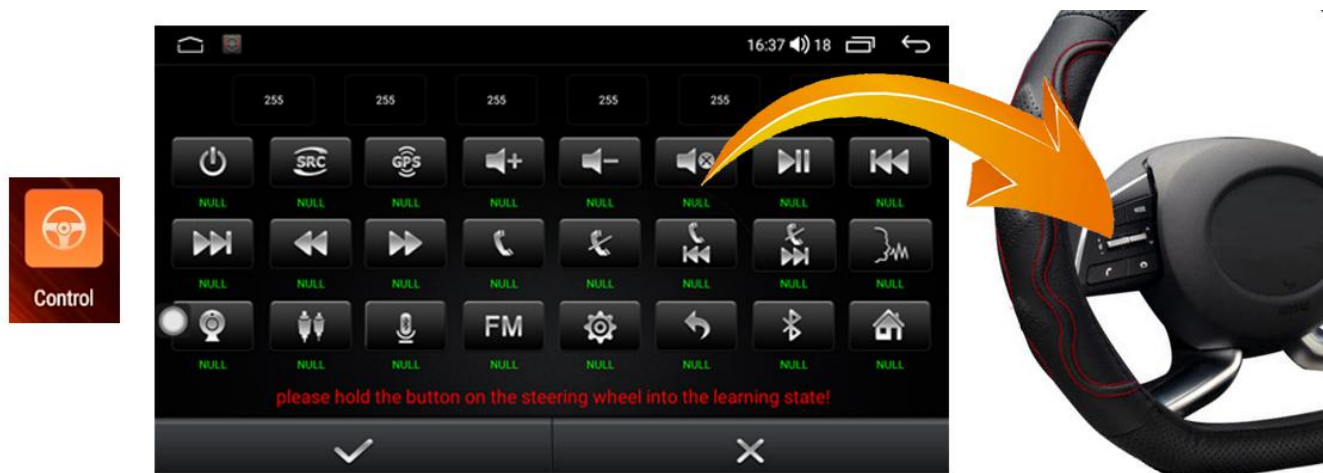 16:37 18
255 255 255 255 255
SRC GPS
NULL NULL NULL NULL NULL NULL NULL NULL
NULL NULL NULL NULL NULL NULL NULL NULL
FM
NULL NULL NULL NULL NULL NULL NULL NULL
please hold the button on the steering wheel into the learning state!
Control
MODE